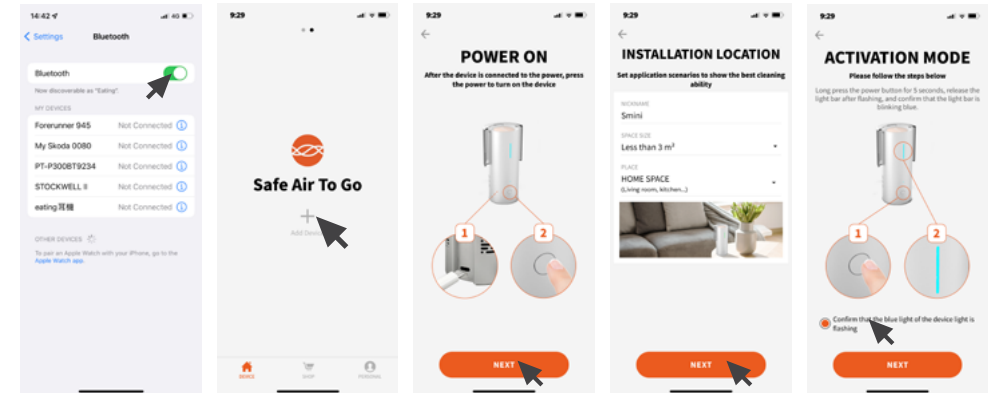 14:42
4G
Settings
Bluetooth
Bluetooth
Now discoverable as "Eating".
MY DEVICES
Forerunner 945 Not Connected
My Skoda 0080 Not Connected
PT-P300BT9234 Not Connected
STOCKWELL II Not Connected
eating耳機 Not Connected
OTHER DEVICES
To pair an Apple Watch with your iPhone, go to the
Apple Watch app.
9:29
Safe Air To Go
Add Device
DEVICE
SHOP
PERSONAL
9:29
POWER ON
After the device is connected to the power, press
the power to turn on the device
1
2
NEXT
9:29
INSTALLATION LOCATION
Set application scenarios to show the best cleaning
ability
NICKNAME
Smini
SPACE SIZE
Less than 3 m²
PLACE
HOME SPACE
(Living room, kitchen...)
NEXT
9:29
ACTIVATION MODE
Please follow the steps below
Long press the power button for 5 seconds, release the
light bar after flashing, and confirm that the light bar is
blinking blue.
1
2
Confirm that the blue light of the device light is
flashing
NEXT